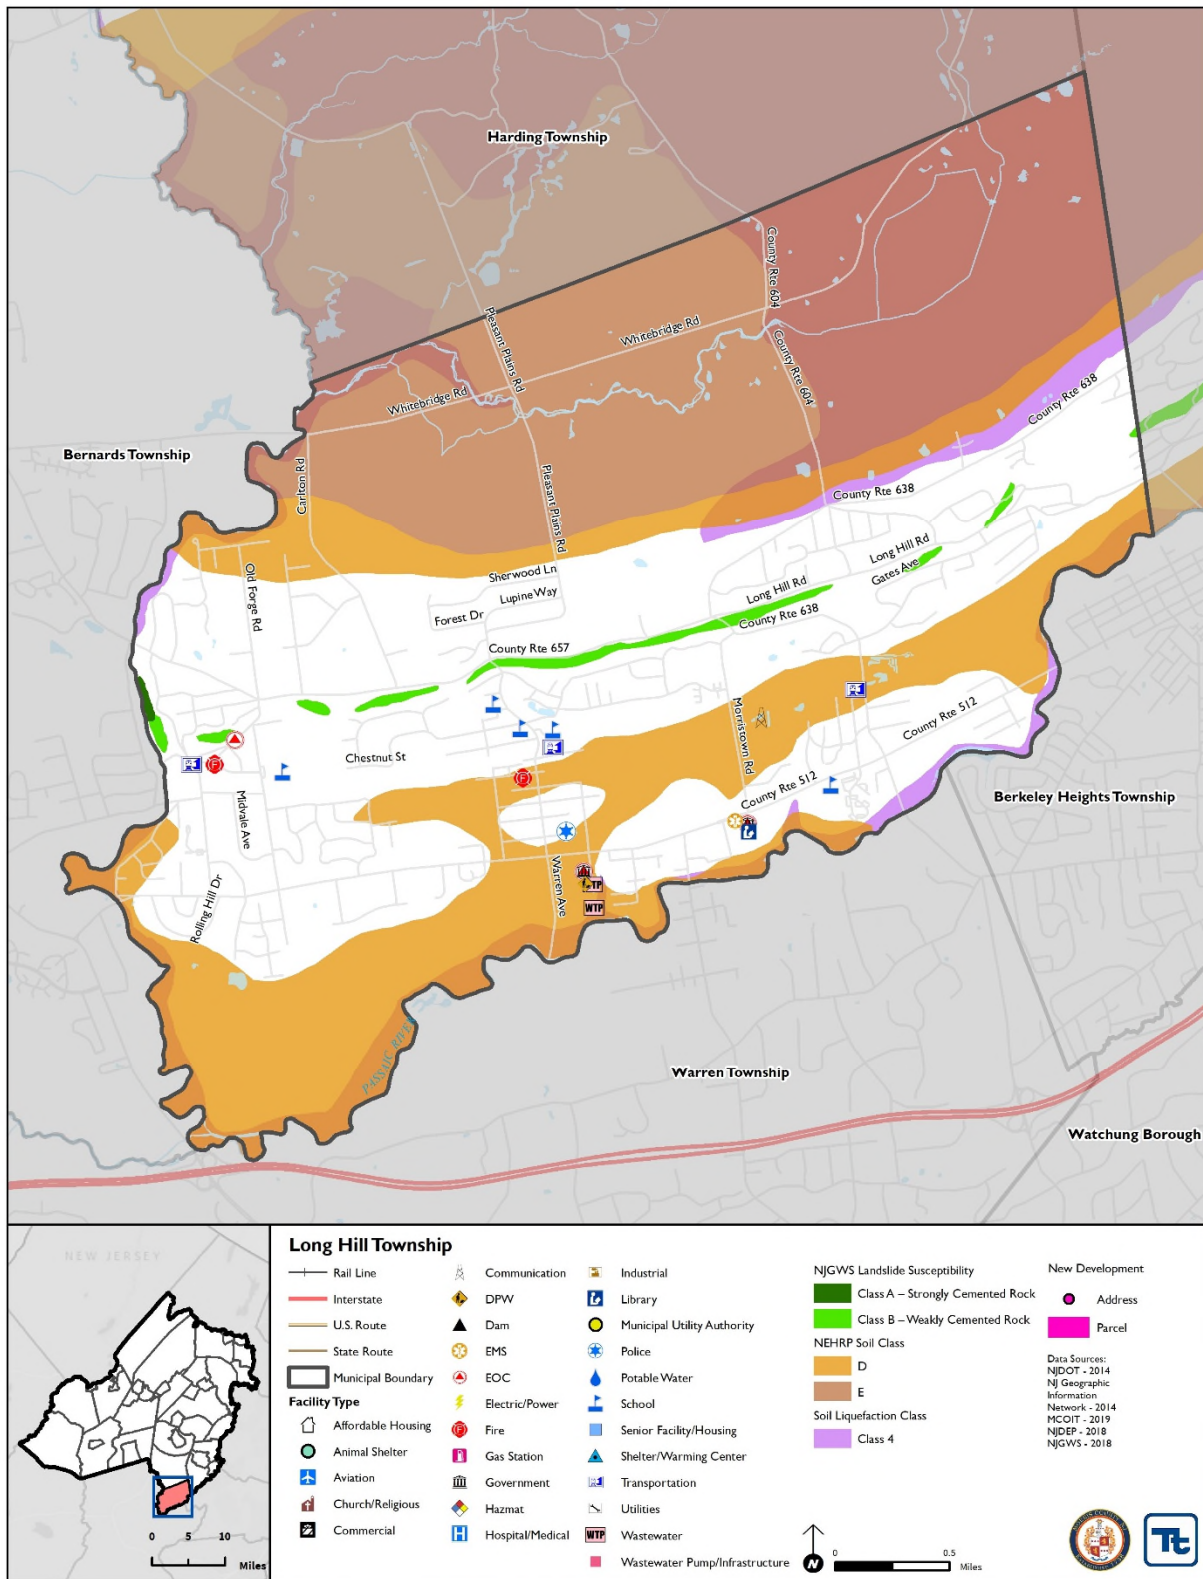 Harding Township
County Rte 604
Pleasant Plains Rd
Whitebridge Rd
County Rte 604
Whitebridge Rd
County Rte 638
Bernards Township
Carlton Rd
Pleasant Plains Rd
County Rte 638
Long Hill Rd
Gates Ave
Old Forge Rd
Sherwood Ln
Lupine Way
Forest Dr
Long Hill Rd
County Rte 638
County Rte 657
Morristown Rd
County Rte 512
Chestnut St
Midvale Ave
County Rte 512
Berkeley Heights Township
Rolling Hill Dr
Warren Ave
TP
WTP
PASSAIC RIVER
Warren Township
Watchung Borough
NEW JERSEY
0 5 10
Miles
Long Hill Township
Rail Line
Interstate
U.S. Route
State Route
Municipal Boundary
Facility Type
Affordable Housing
Animal Shelter
Aviation
Church/Religious
Commercial
Communication
DPW
Dam
EMS
EOC
Electric/Power
Fire
Gas Station
Government
Hazmat
H Hospital/Medical
Industrial
Library
Municipal Utility Authority
Police
Potable Water
School
Senior Facility/Housing
Shelter/Warming Center
Transportation
Utilities
WTP Wastewater
Wastewater Pump/Infrastructure
NJGWS Landslide Susceptibility
Class A – Strongly Cemented Rock
Class B – Weakly Cemented Rock
NEHRP Soil Class
D
E
Soil Liquefaction Class
Class 4
New Development
Address
Parcel
Data Sources:
NJDOT - 2014
NJ Geographic
Information
Network - 2014
MCOIT - 2019
NJDEP - 2018
NJGWS - 2018
N
0 0.5
Miles
Tt